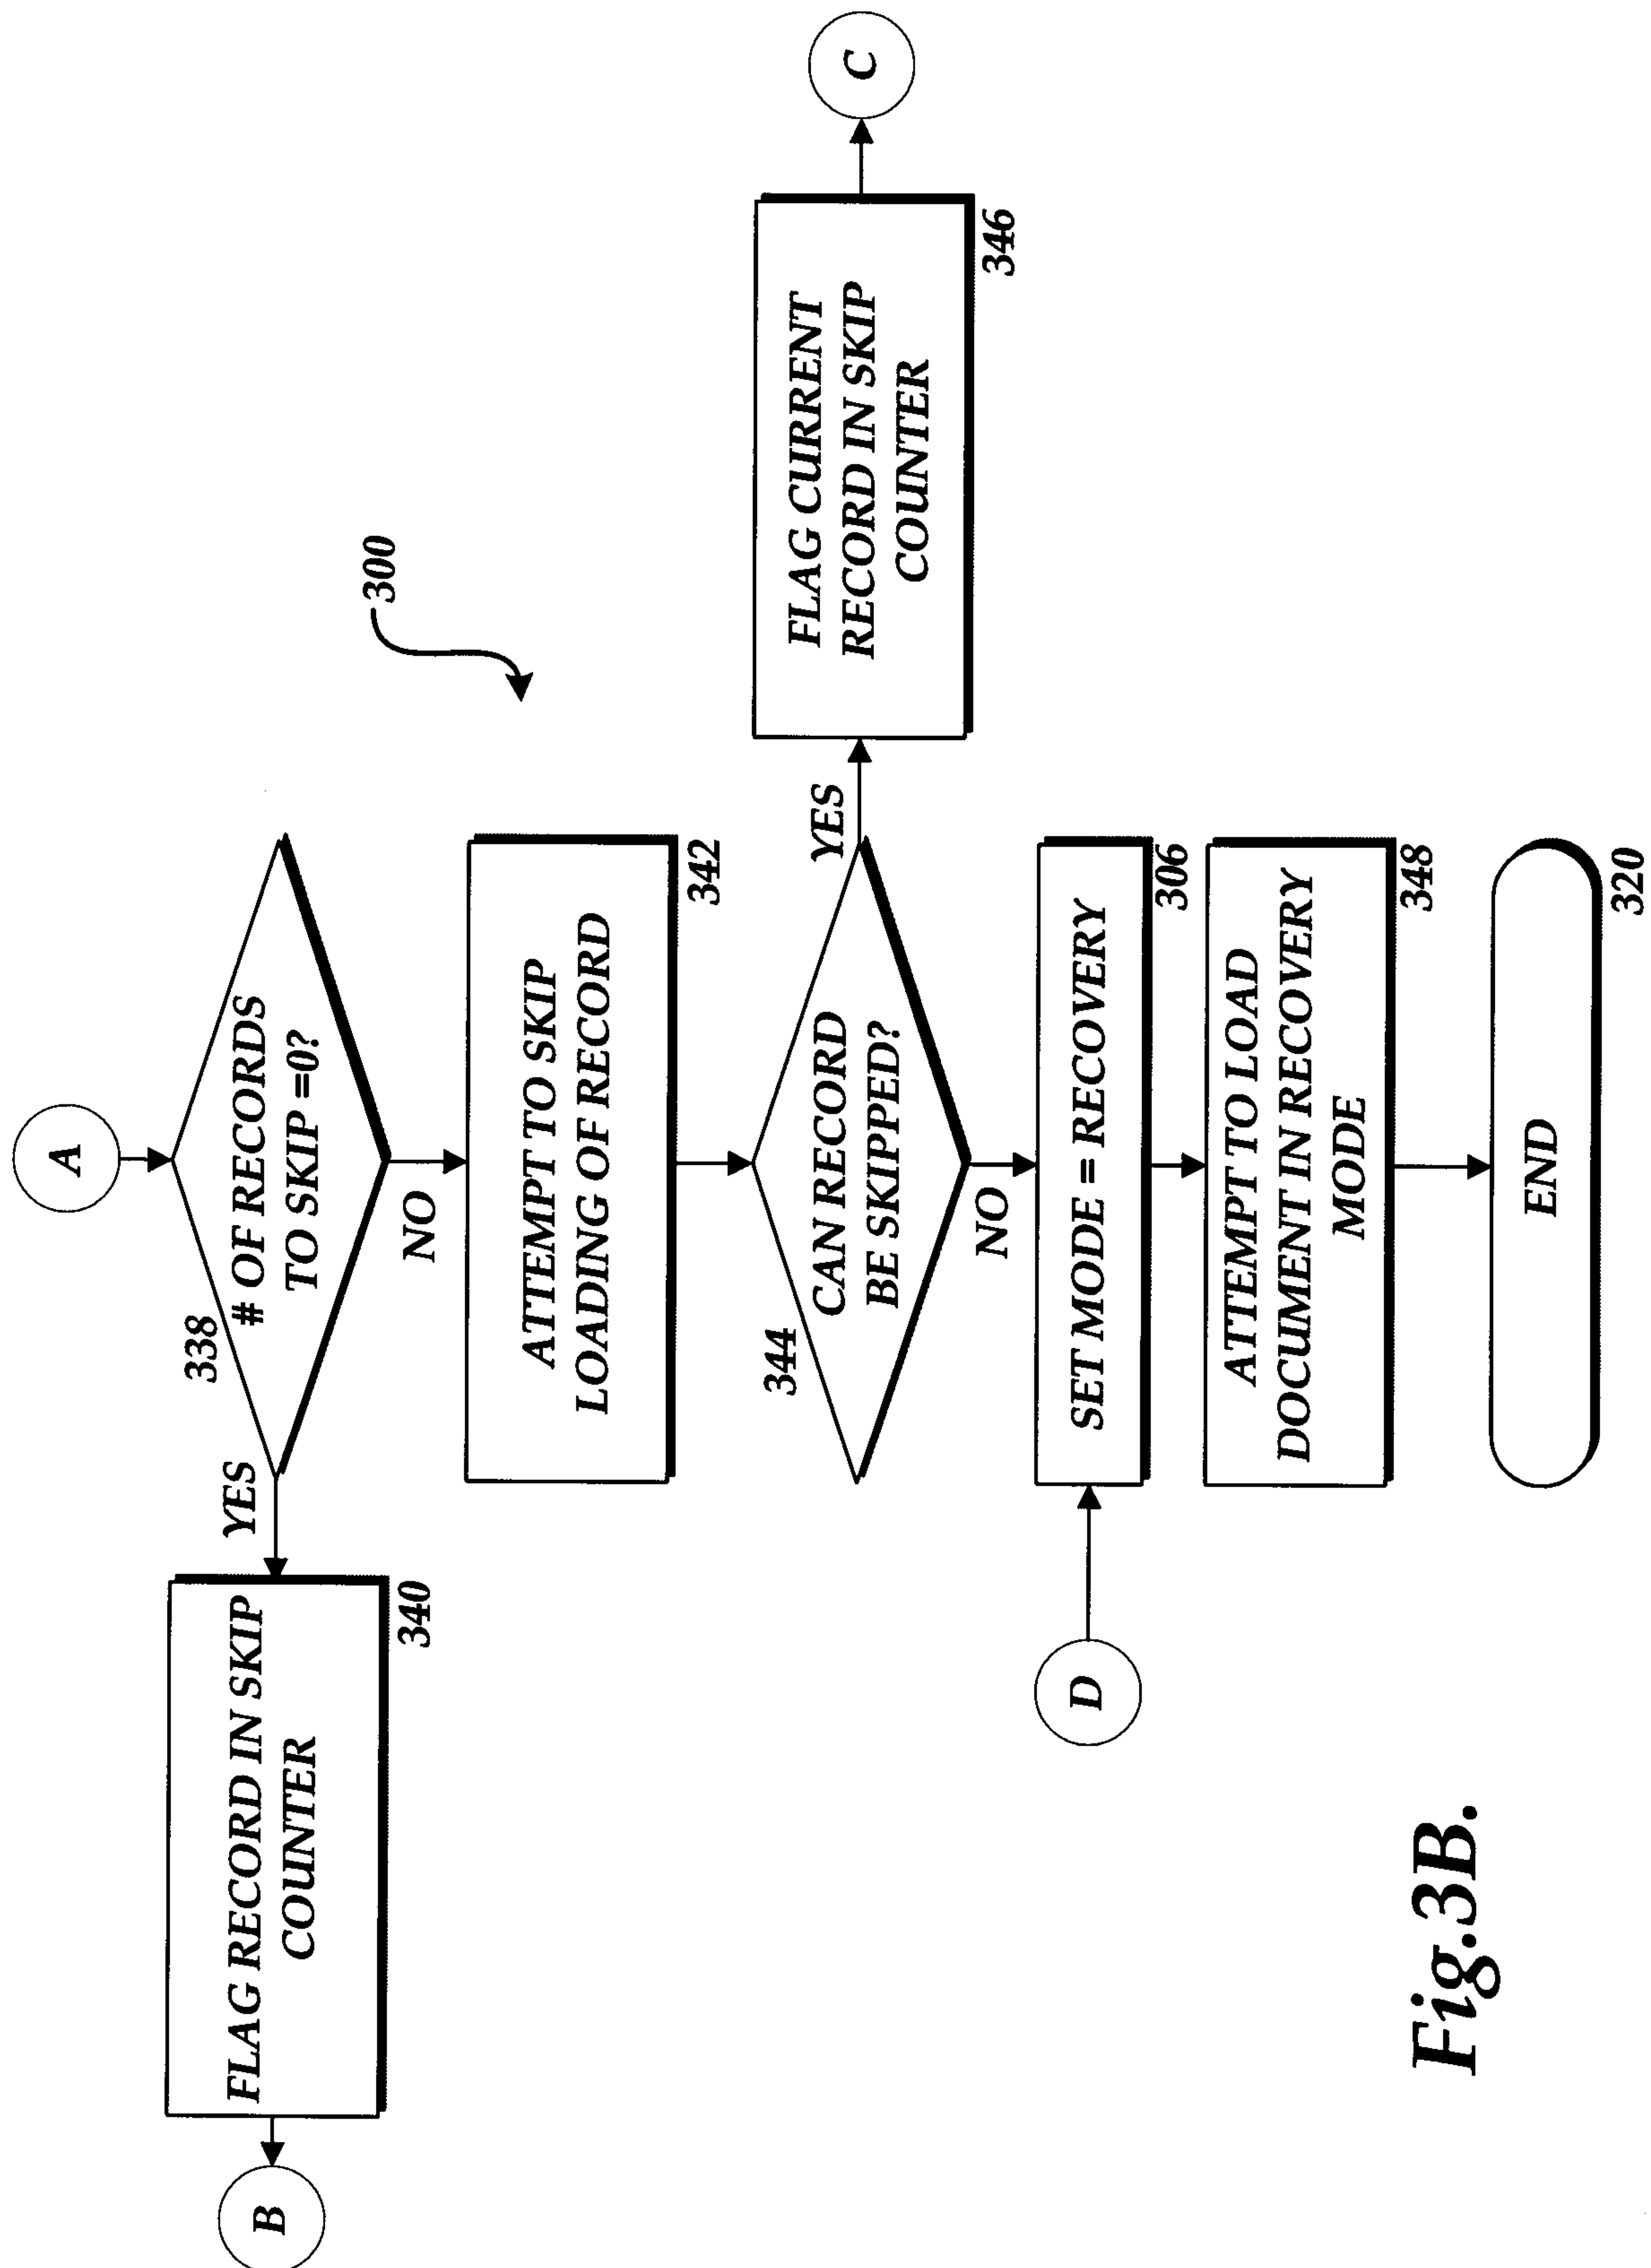 A
338
# OF RECORDS
TO SKIP =0?
YES
FLAG RECORD IN SKIP
COUNTER
340
B
NO
300
ATTEMPT TO SKIP
LOADING OF RECORD
342
344
CAN RECORD
BE SKIPPED?
YES
FLAG CURRENT
RECORD IN SKIP
COUNTER
346
C
NO
D
SET MODE = RECOVERY
306
ATTEMPT TO LOAD
DOCUMENT IN RECOVERY
MODE
348
END
320
Fig.3B.